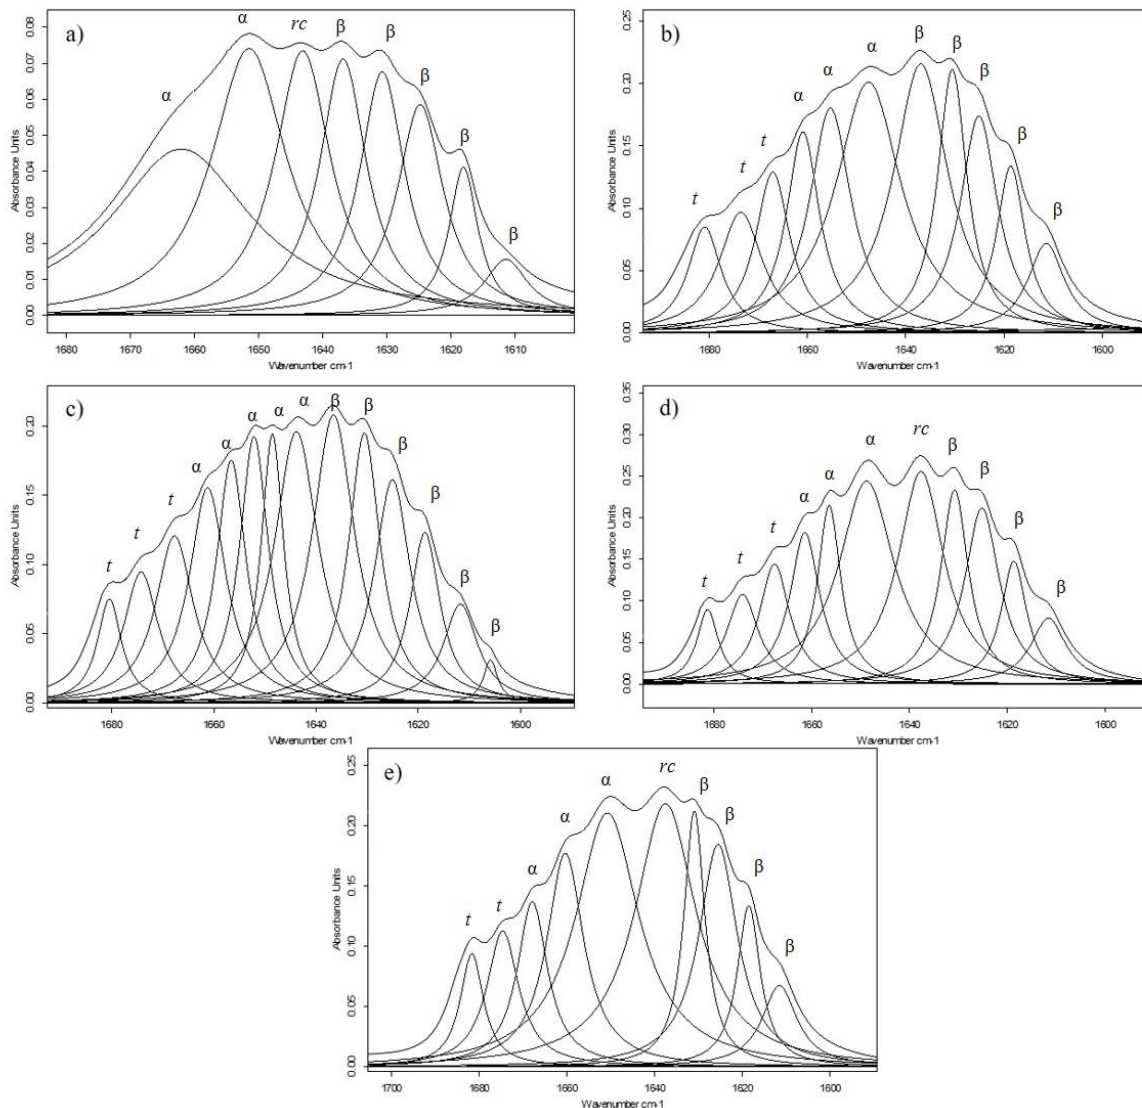 a)
α
α
rc
β
β
β
β
β
0.08
0.07
0.06
0.05
0.04
0.03
0.02
0.01
0.00
Absorbance Units
1680 1670 1660 1650 1640 1630 1620 1610
Wavenumber cm-1
b)
t
t
t
α
α
α
β
β
β
β
β
0.25
0.20
0.15
0.10
0.05
0.00
Absorbance Units
1680 1660 1640 1620 1600
Wavenumber cm-1
c)
t
t
t
α
α
α
α
α
β
β
β
β
β
β
0.20
0.15
0.10
0.05
0.00
Absorbance Units
1680 1660 1640 1620 1600
Wavenumber cm-1
d)
t
t
t
α
α
α
rc
β
β
β
β
0.35
0.30
0.25
0.20
0.15
0.10
0.05
0.00
Absorbance Units
1680 1660 1640 1620 1600
Wavenumber cm-1
e)
t
t
α
α
α
rc
β
β
β
β
0.25
0.20
0.15
0.10
0.05
0.00
Absorbance Units
1700 1680 1660 1640 1620 1600
Wavenumber cm-1